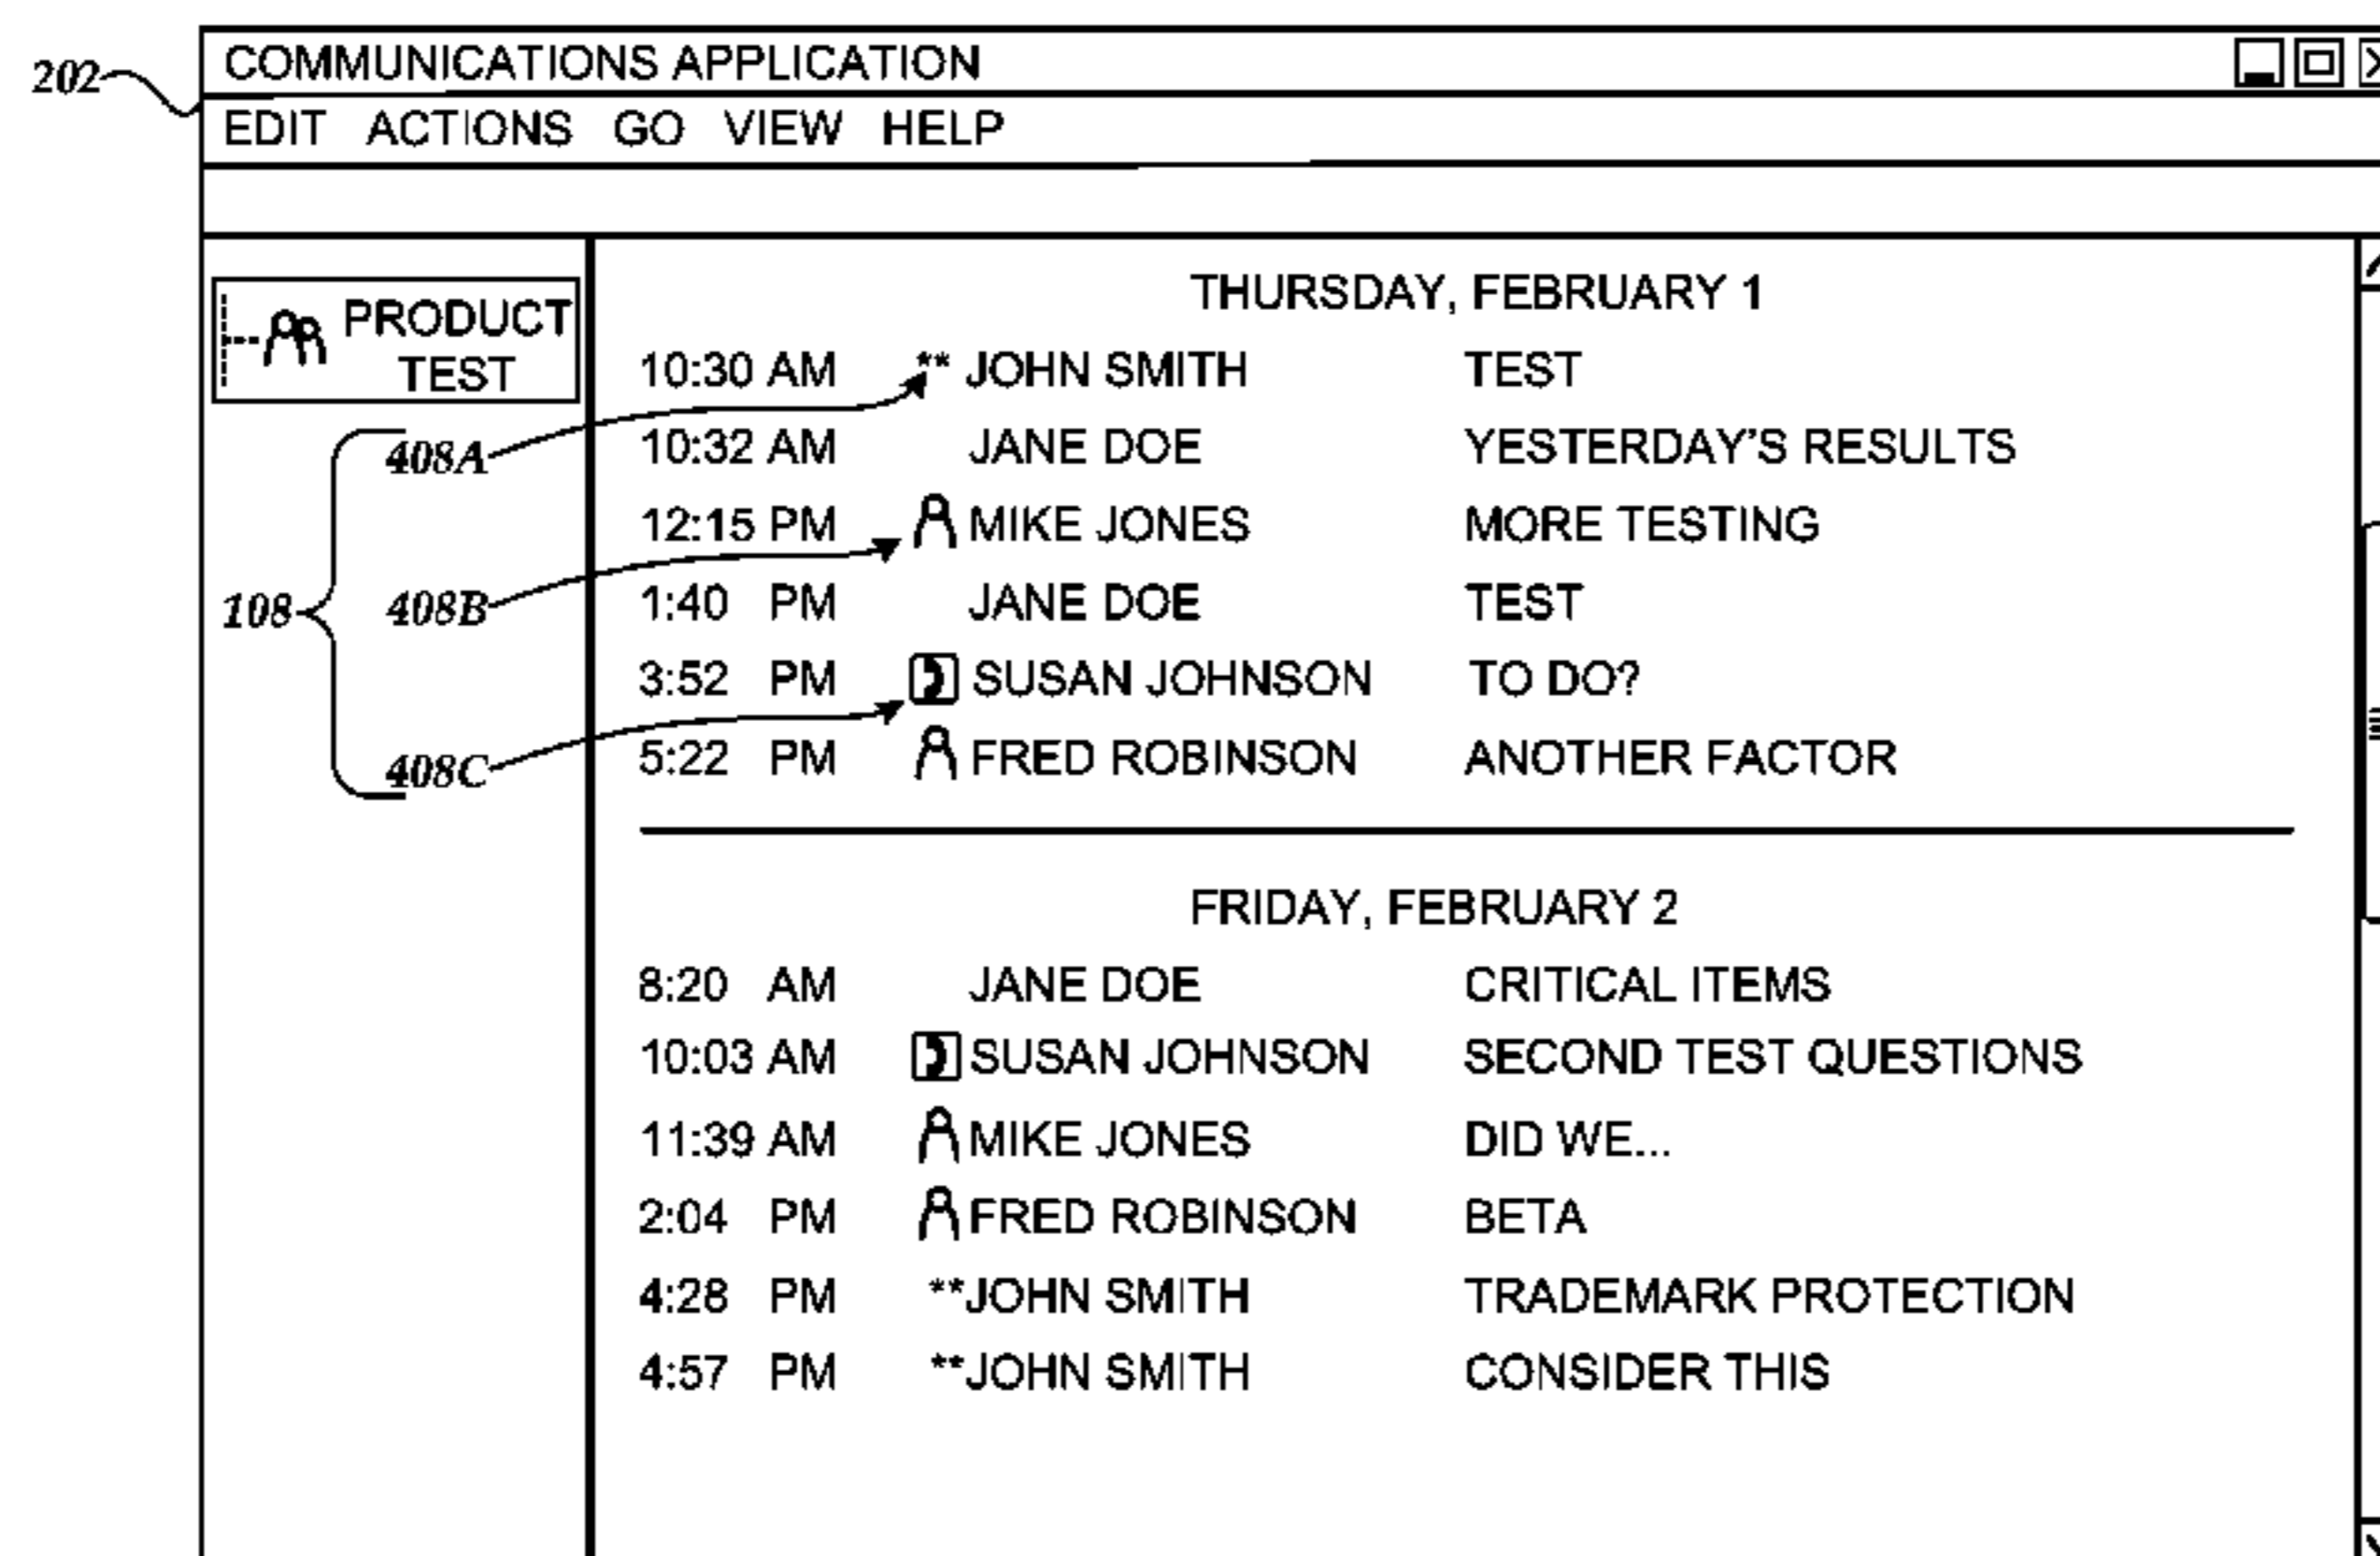 202
COMMUNICATIONS APPLICATION
EDIT ACTIONS GO VIEW HELP
PRODUCT
TEST
108
408A
408B
408C
THURSDAY, FEBRUARY 1
10:30 AM ** JOHN SMITH TEST
10:32 AM JANE DOE YESTERDAY'S RESULTS
12:15 PM MIKE JONES MORE TESTING
1:40 PM JANE DOE TEST
3:52 PM SUSAN JOHNSON TO DO?
5:22 PM FRED ROBINSON ANOTHER FACTOR
FRIDAY, FEBRUARY 2
8:20 AM JANE DOE CRITICAL ITEMS
10:03 AM SUSAN JOHNSON SECOND TEST QUESTIONS
11:39 AM MIKE JONES DID WE...
2:04 PM FRED ROBINSON BETA
4:28 PM **JOHN SMITH TRADEMARK PROTECTION
4:57 PM **JOHN SMITH CONSIDER THIS